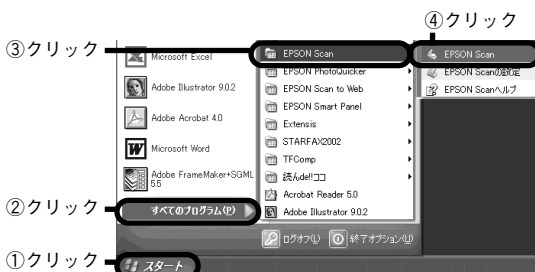 ④クリック
③クリック
Microsoft Excel
Adobe Illustrator 9.0.2
Adobe Acrobat 4.0
Microsoft Word
Adobe FrameMaker+SGML
5.5
EPSON Scan
EPSON PhotoQuicker
EPSON Scan to Web
EPSON Smart Panel
Extensis
STARFAX2002
TFComp
読んde!!ココ
Acrobat Reader 5.0
Adobe Illustrator 9.0.2
EPSON Scan
EPSON Scanの設定
EPSON Scanヘルプ
②クリック
すべてのプログラム(P)
ログオフ(L)
終了オプション(U)
①クリック
スタート